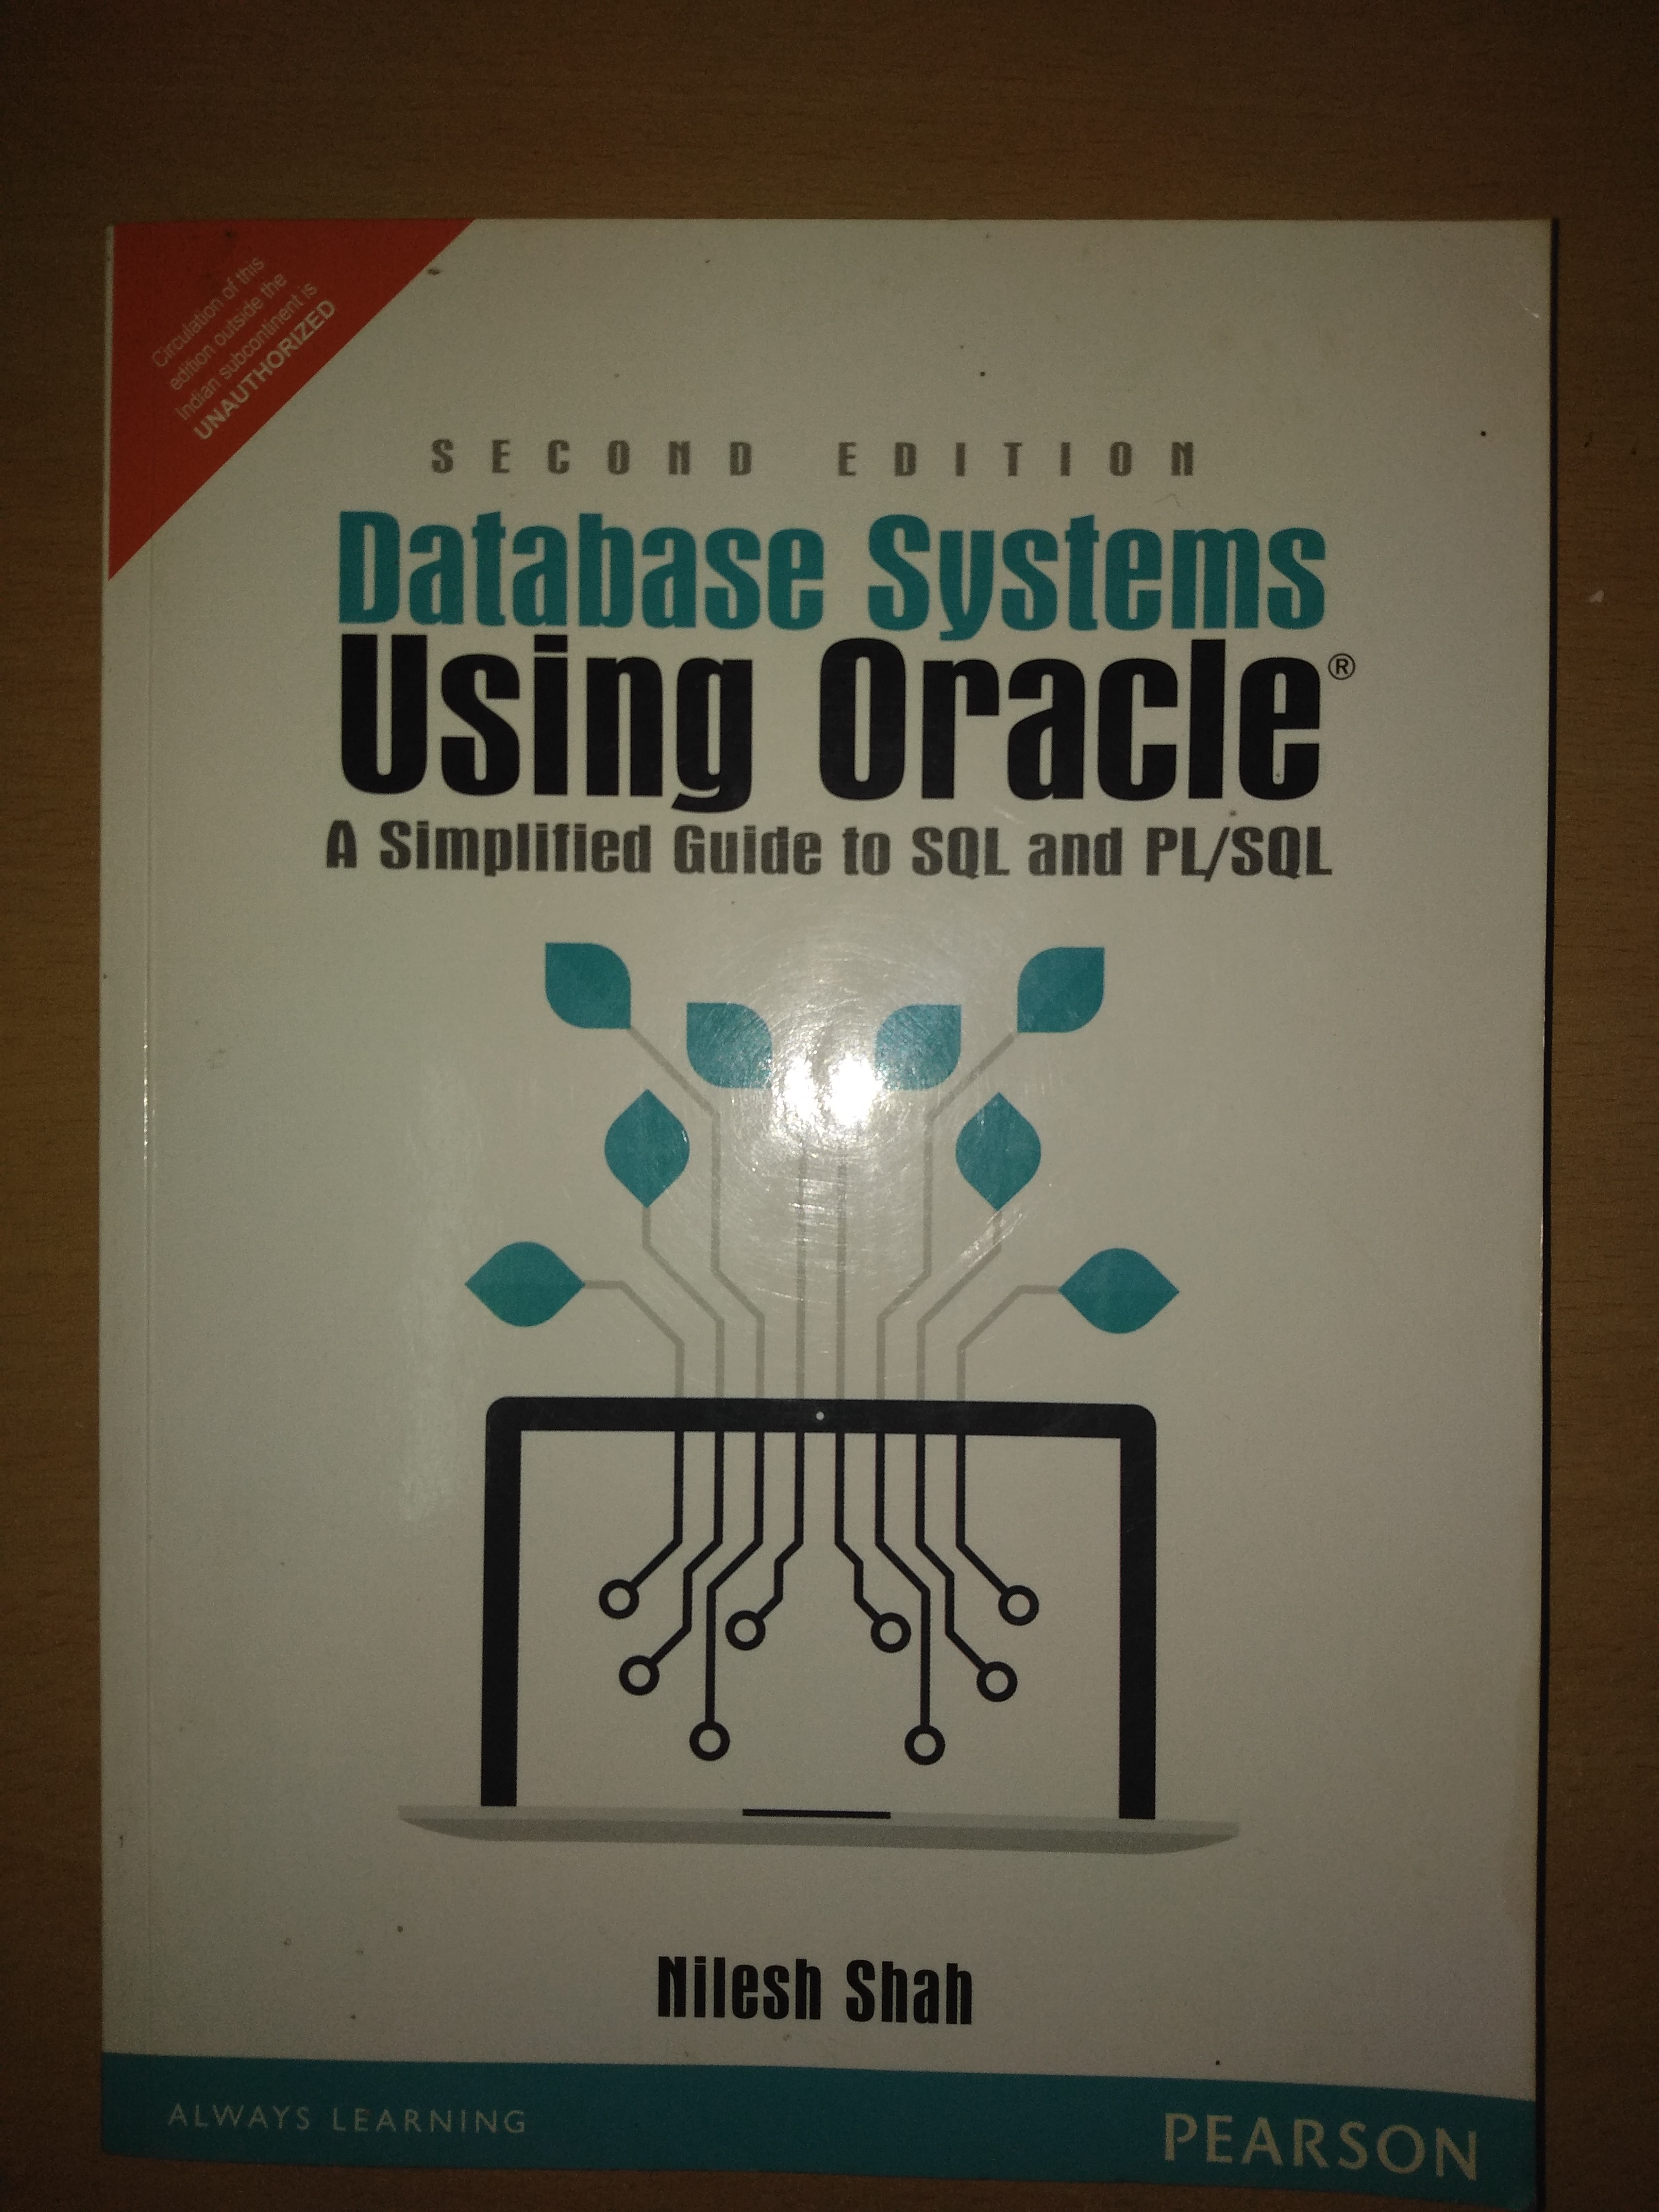 Circulation of this
edition outside the
Indian subcontinent is
UNAUTHORIZED
SECOND EDITION
Database Systems
Using Oracle®
A Simplified Guide to SQL and PL/SQL
Nilesh Shah
ALWAYS LEARNING
PEARSON